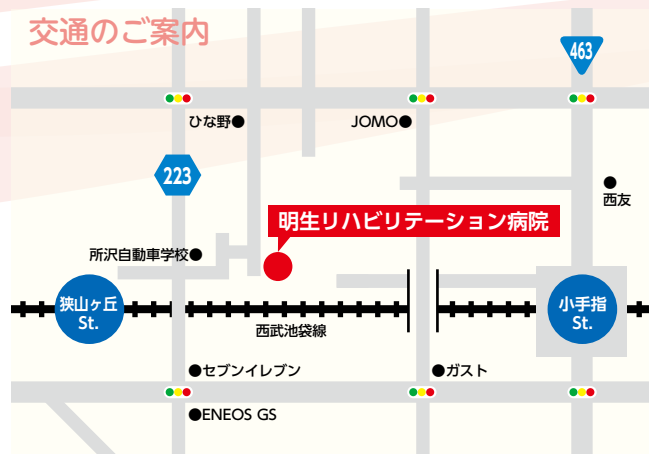 交通のご案内
463
ひな野
JOMO
223
西友
明生リハビリテーション病院
所沢自動車学校
狭山ヶ丘
St.
小手指
St.
西武池袋線
セブンイレブン
ガスト
ENEOS GS